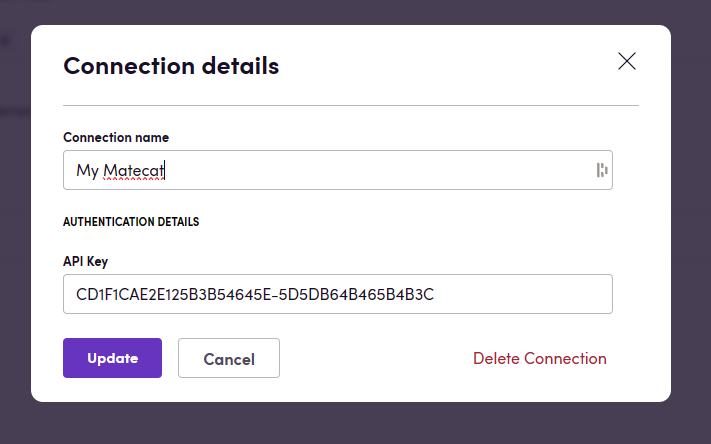 Connection details
Connection name
My Matecat
AUTHENTICATION DETAILS
API Key
CD1F1CAE2E125B3B54645E-5D5DB64B465B4B3C
Update
Cancel
Delete Connection